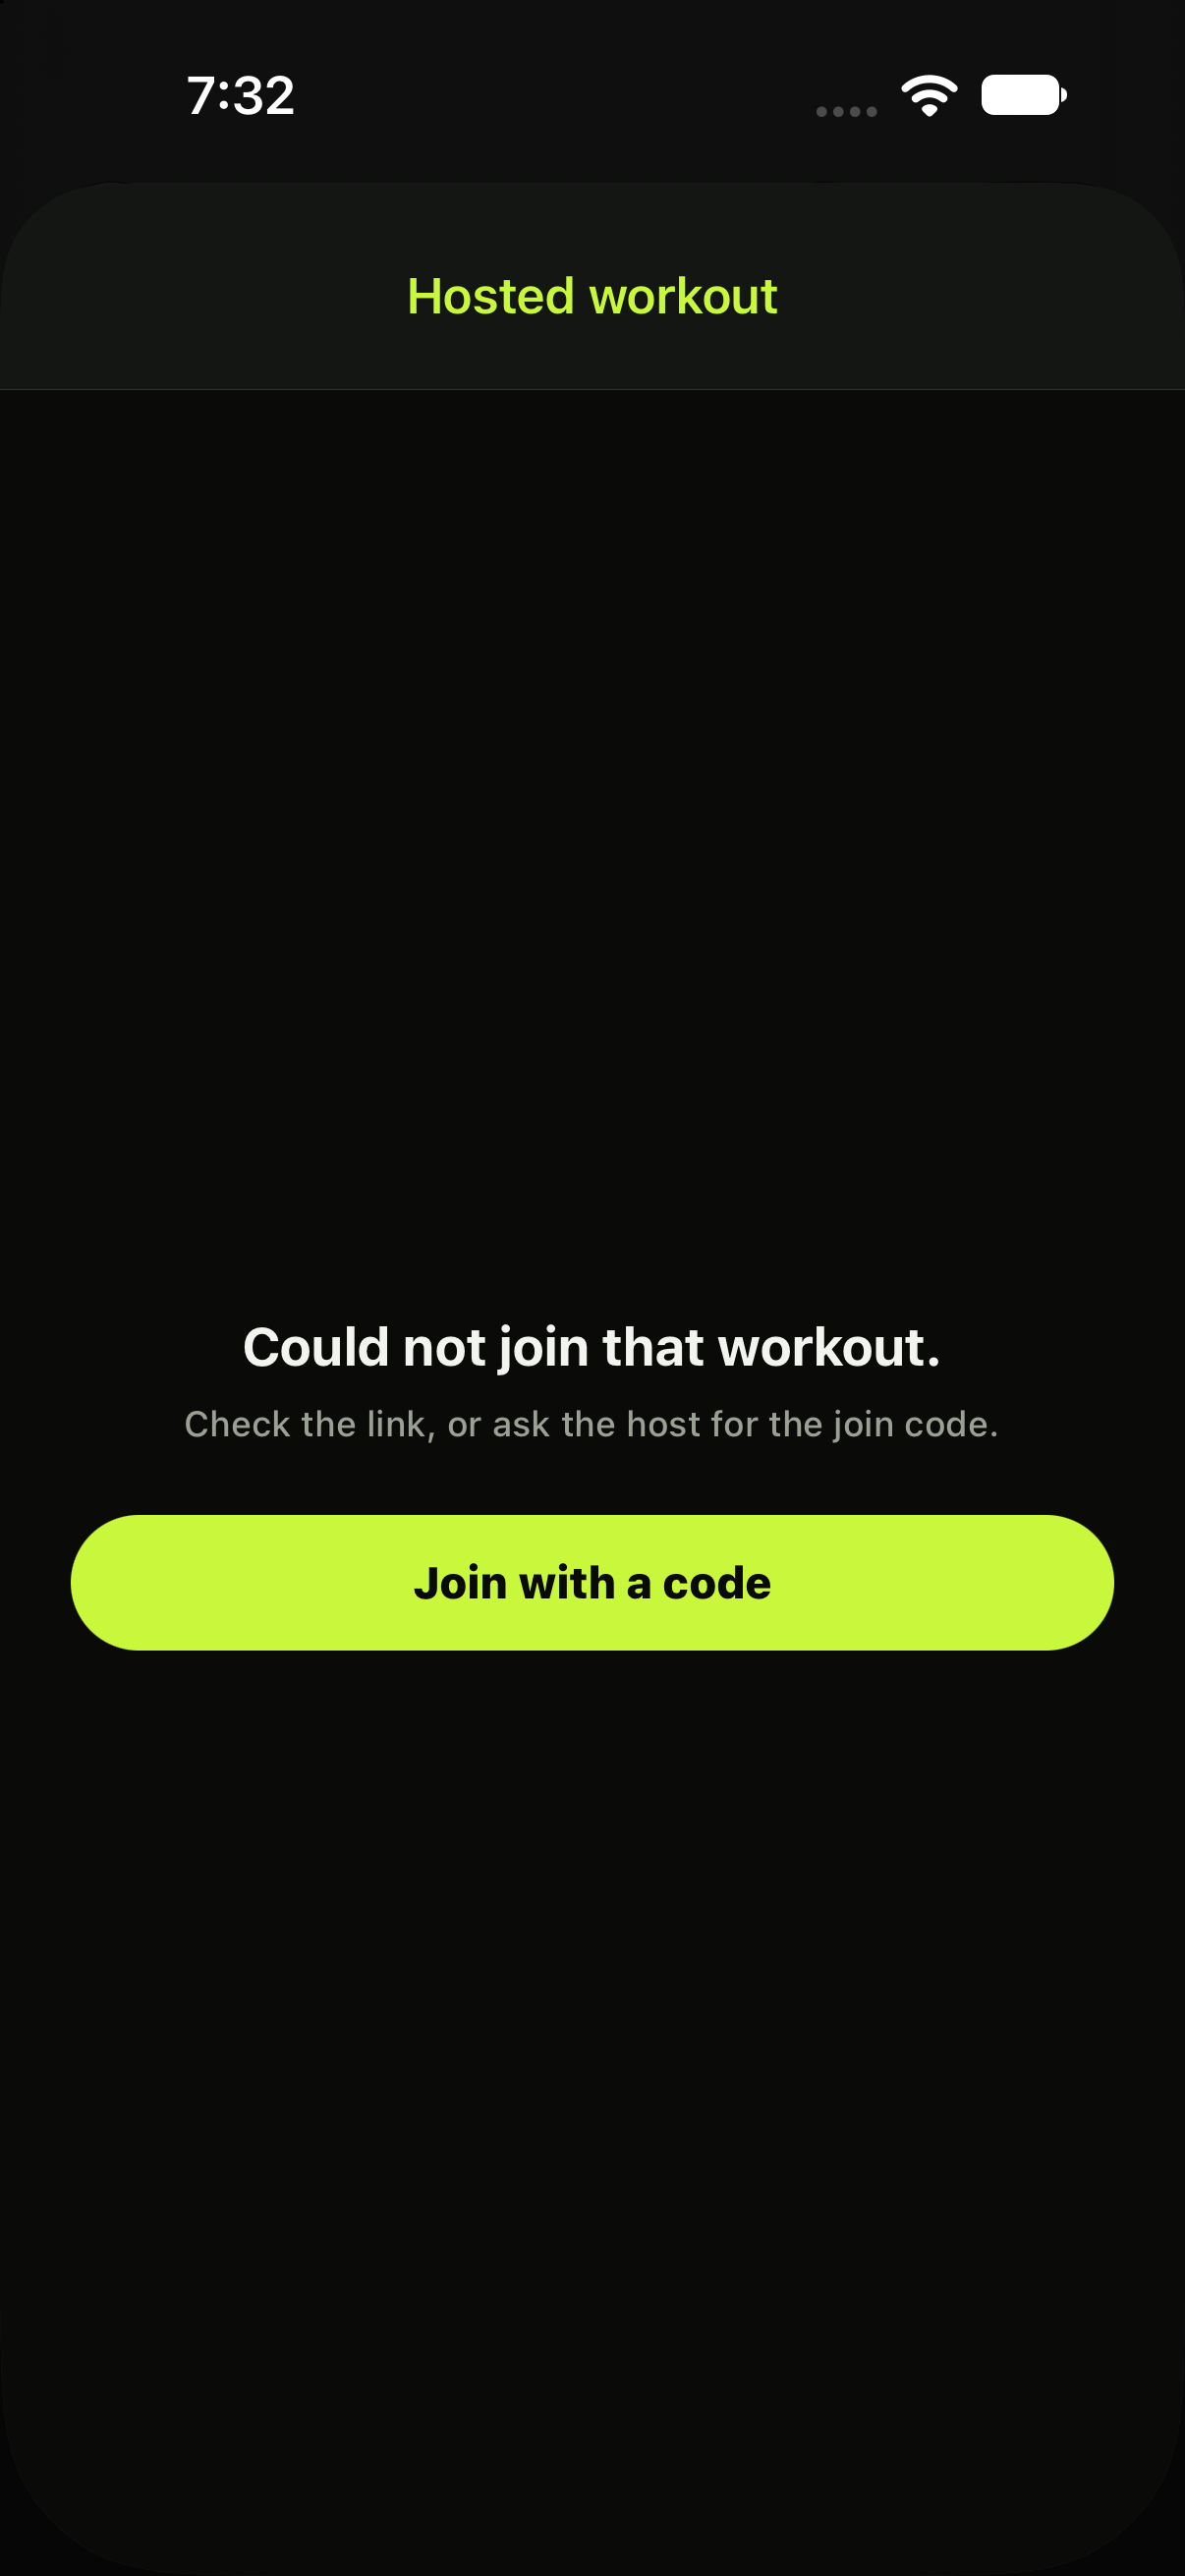 7:32
Hosted workout
Could not join that workout.
Check the link, or ask the host for the join code.
Join with a code